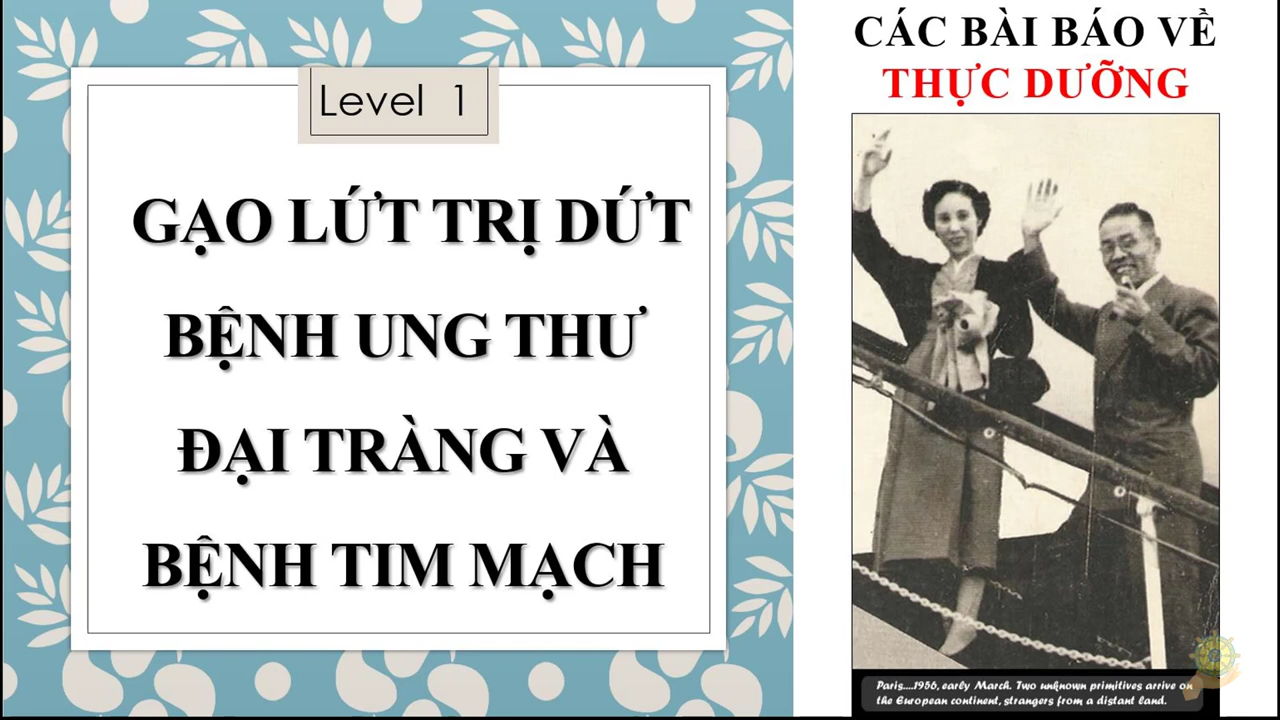 Level 1
GẠO LỨT TRỊ DỨT
BỆNH UNG THƯ
ĐẠI TRÀNG VÀ
BỆNH TIM MẠCH
CÁC BÀI BÁO VỀ
THỰC DƯỠNG
Paris....1956, early March. Two unknown primitives arrive on
the European continent, strangers from a distant land.